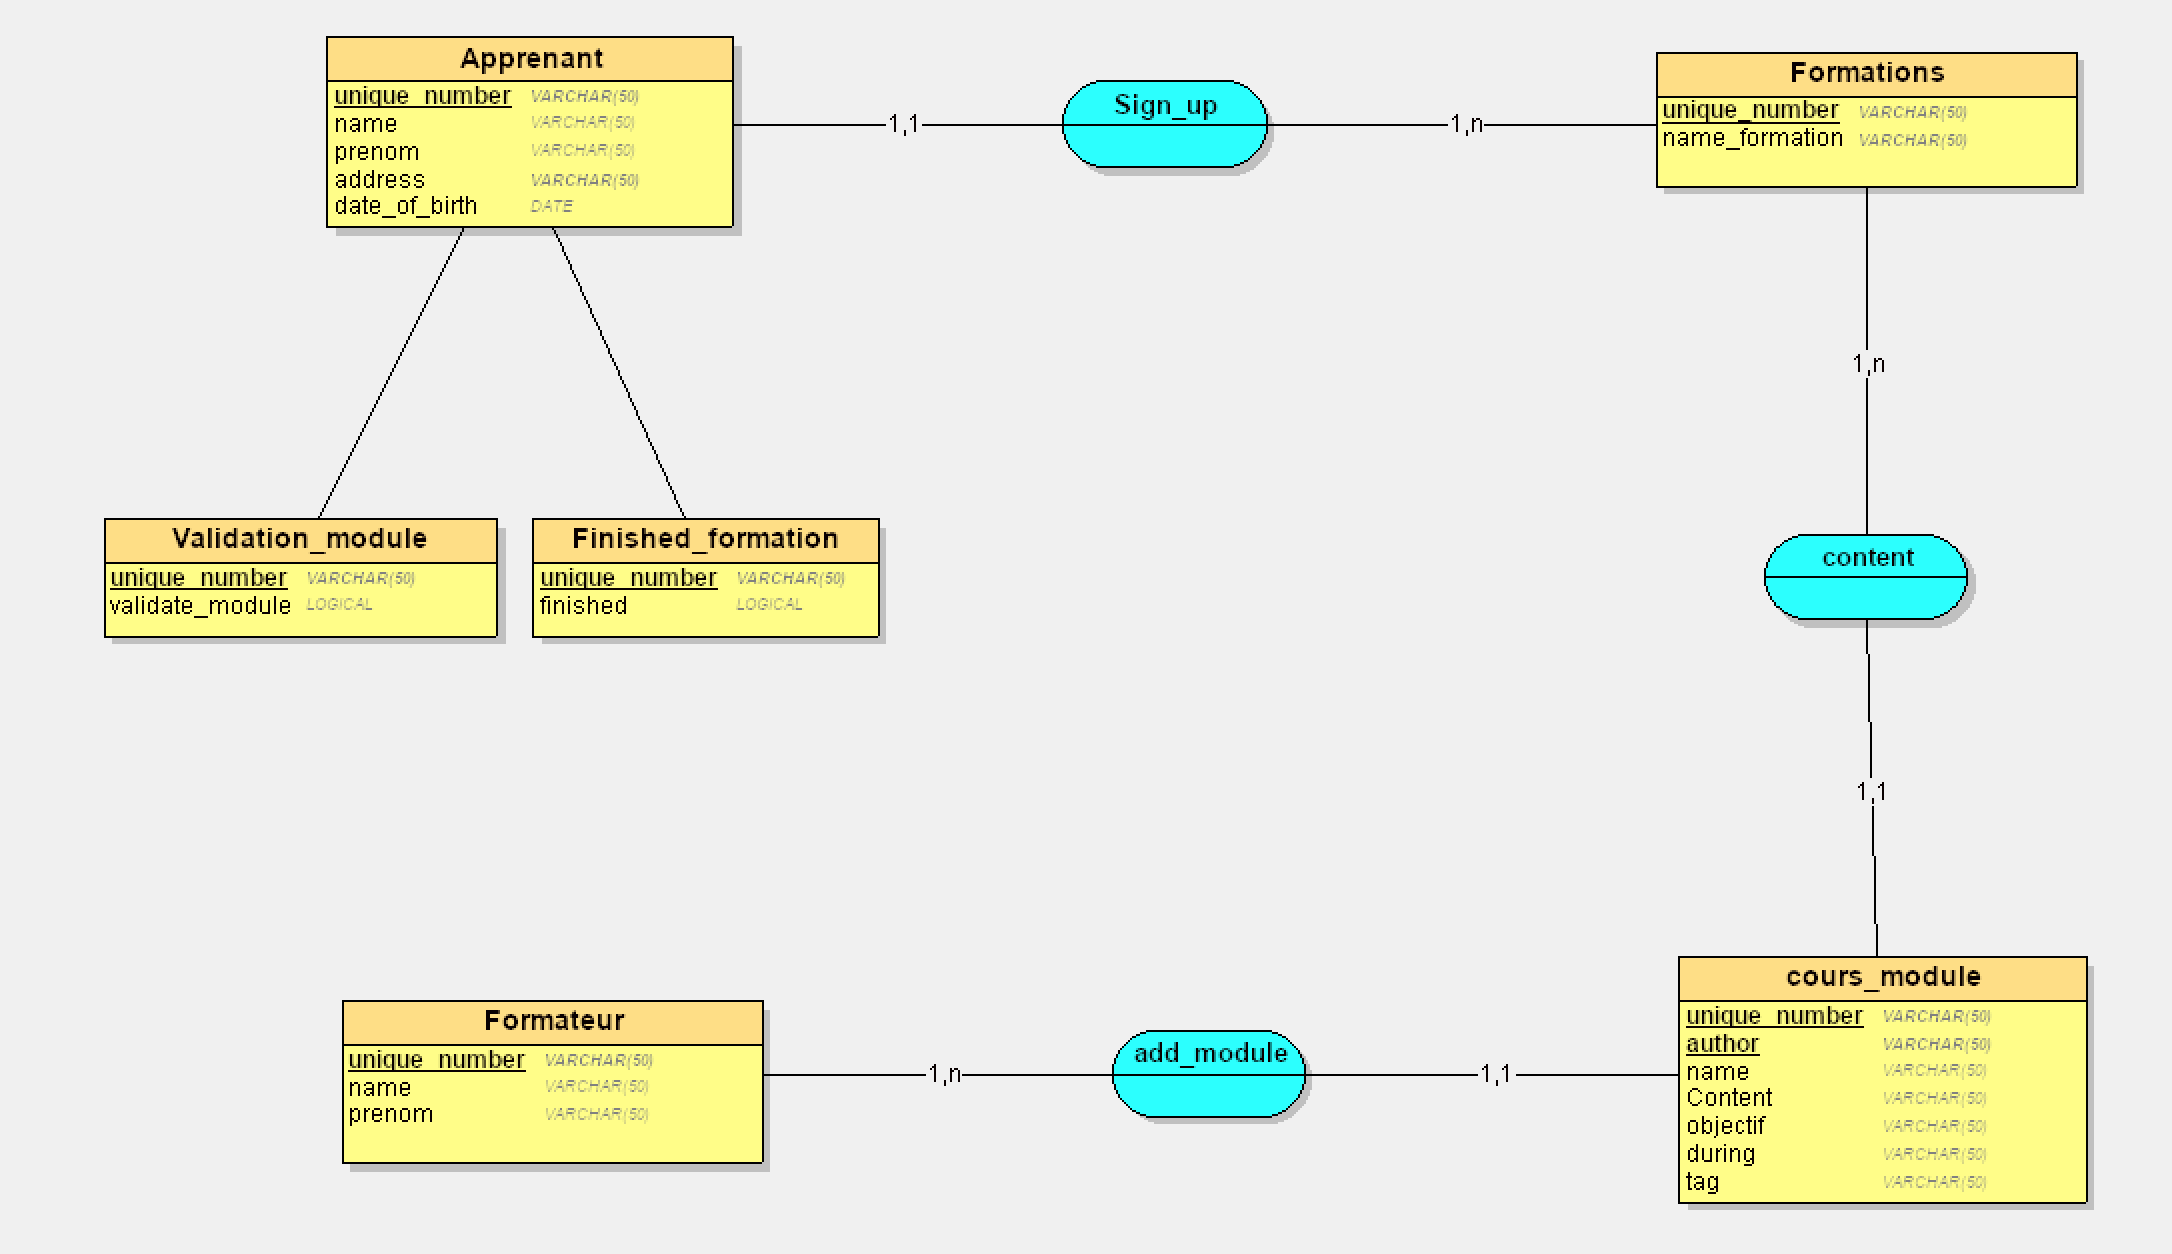 Apprenant
unique_number VARCHAR(50)
name VARCHAR(50)
prenom VARCHAR(50)
address VARCHAR(50)
date_of_birth DATE
1,1
Sign_up
1,n
Formations
unique_number VARCHAR(50)
name_formation VARCHAR(50)
1,n
Validation_module
unique_number VARCHAR(50)
validate_module LOGICAL
Finished_formation
unique_number VARCHAR(50)
finished LOGICAL
content
1,1
Formateur
unique_number VARCHAR(50)
name VARCHAR(50)
prenom VARCHAR(50)
1,n
add_module
1,1
cours_module
unique_number VARCHAR(50)
author VARCHAR(50)
name VARCHAR(50)
Content VARCHAR(50)
objectif VARCHAR(50)
during VARCHAR(50)
tag VARCHAR(50)